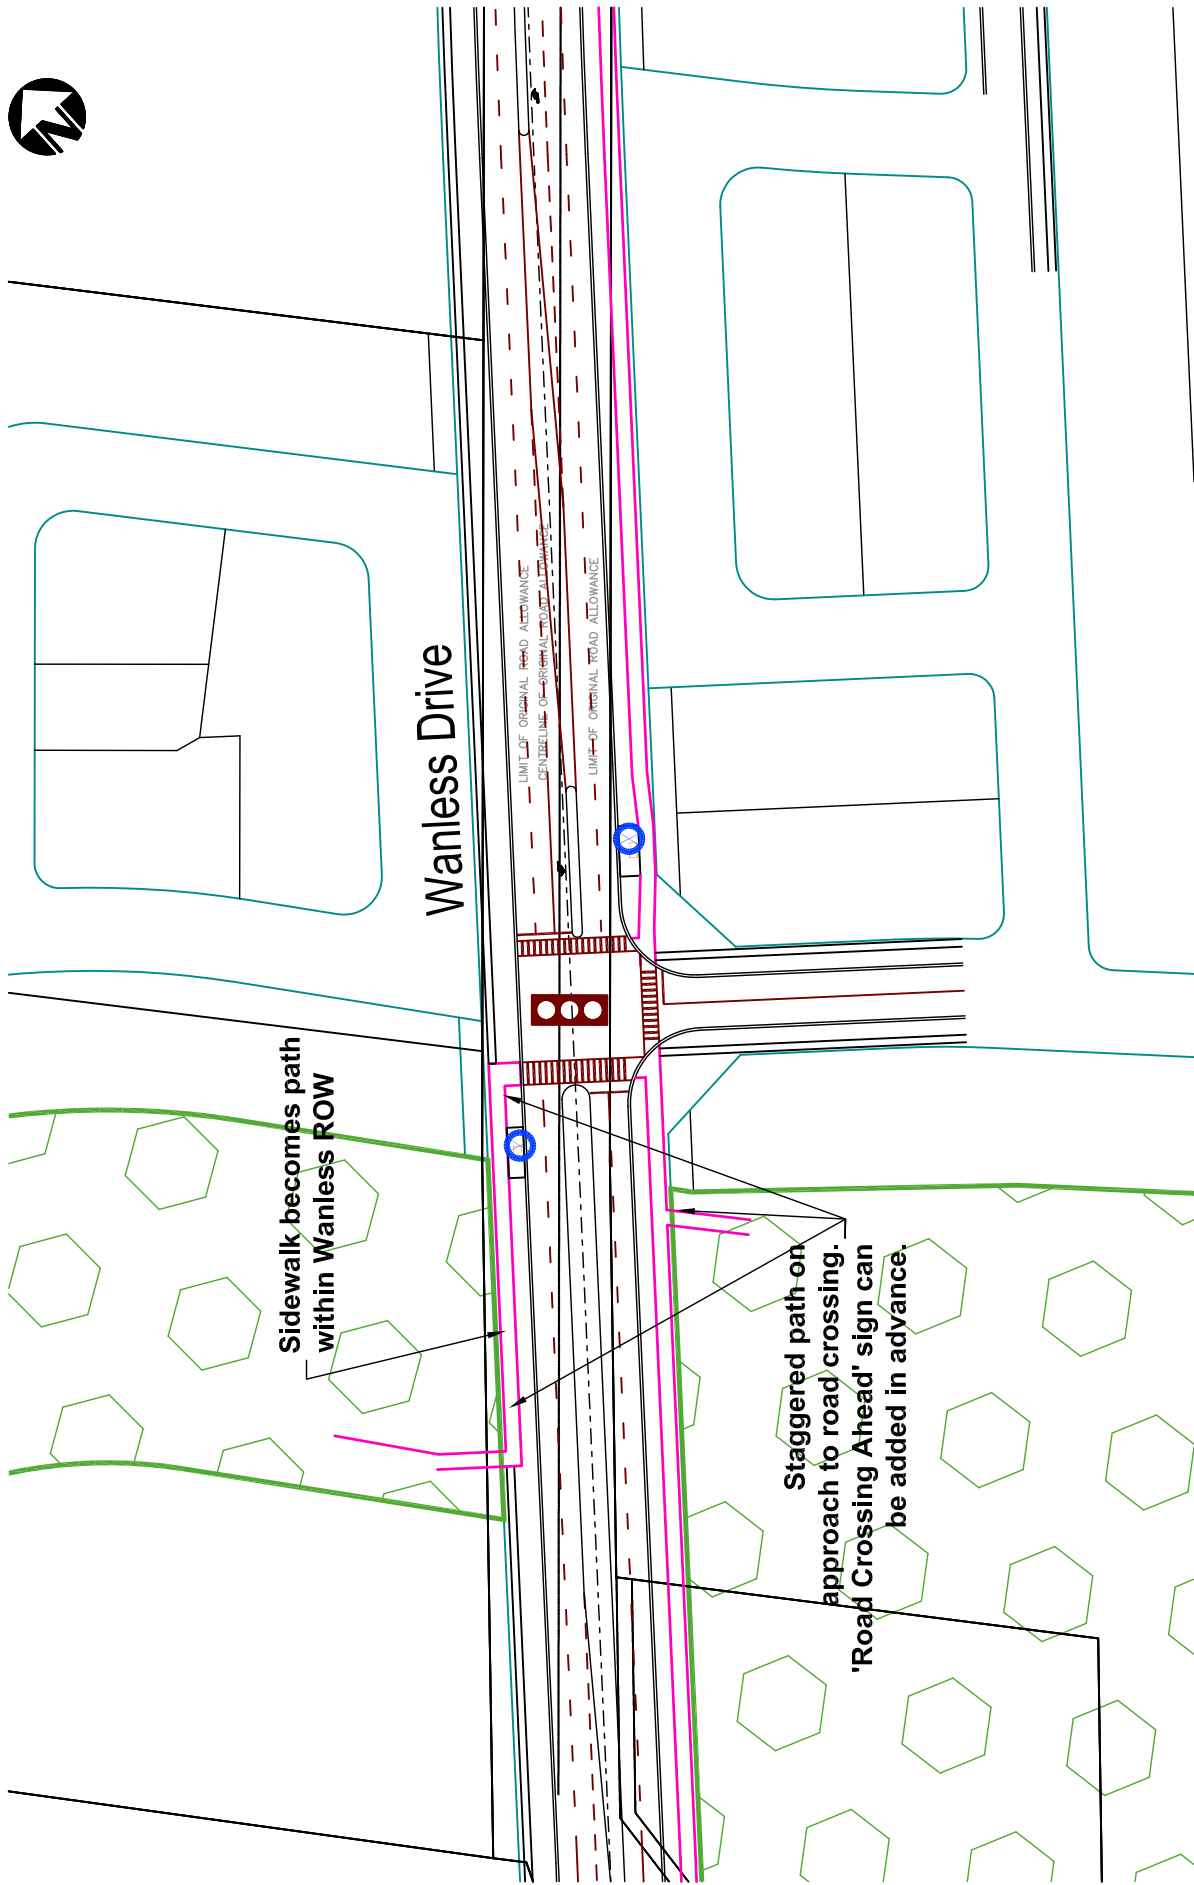 Wanless Drive
LIMIT OF ORIGINAL ROAD ALLOWANCE
CENTRELINE OF ORIGINAL ROAD ALLOWANCE
LIMIT OF ORIGINAL ROAD ALLOWANCE
Sidewalk becomes path
within Wanless ROW
Staggered path on
approach to road crossing.
'Road Crossing Ahead' sign can
be added in advance.
N